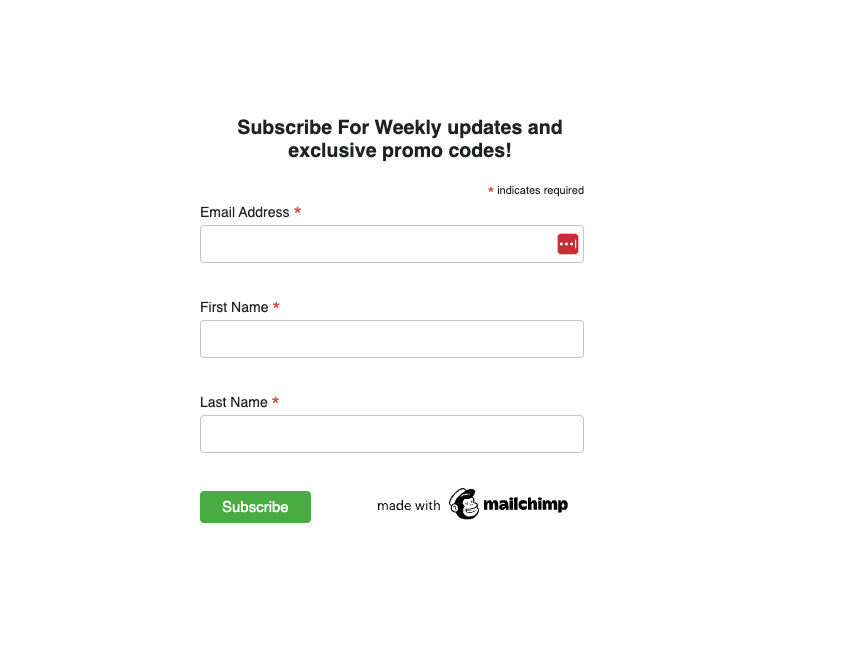 Subscribe For Weekly updates and
exclusive promo codes!
* indicates required
Email Address *
First Name *
Last Name *
Subscribe
made with mailchimp